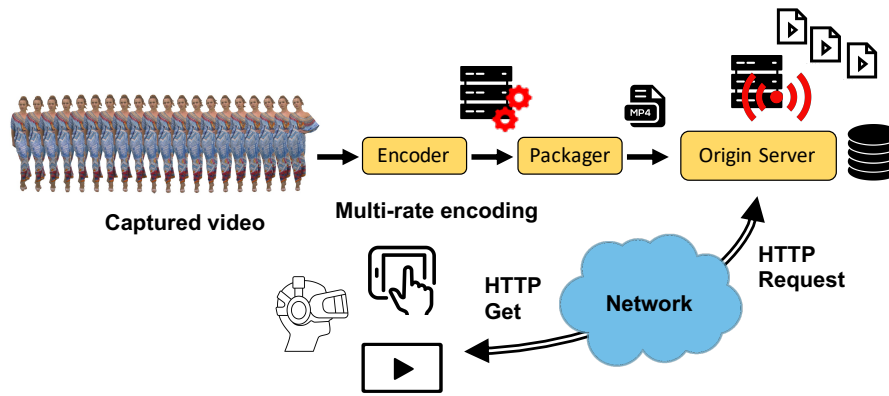 MP4
Encoder
Packager
Origin Server
Captured video
Multi-rate encoding
HTTP
Get
Network
HTTP
Request